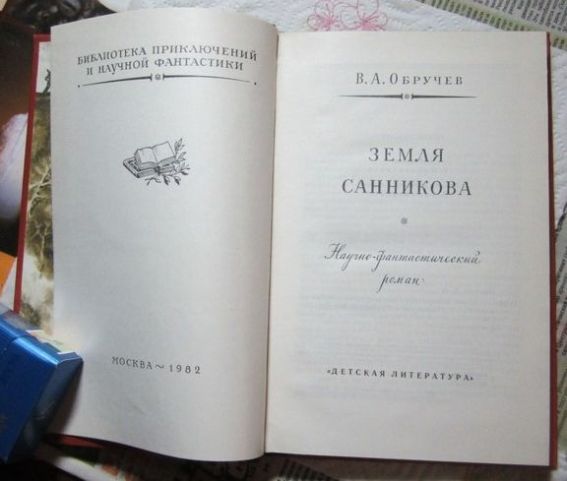 БИБЛИОТЕКА ПРИКЛЮЧЕНИЙ
И НАУЧНОЙ ФАНТАСТИКИ
МОСКВА ~ 1982
В. А. ОБРУЧЕВ
ЗЕМЛЯ
САННИКОВА
Научно-фантастический
роман
«ДЕТСКАЯ ЛИТЕРАТУРА»